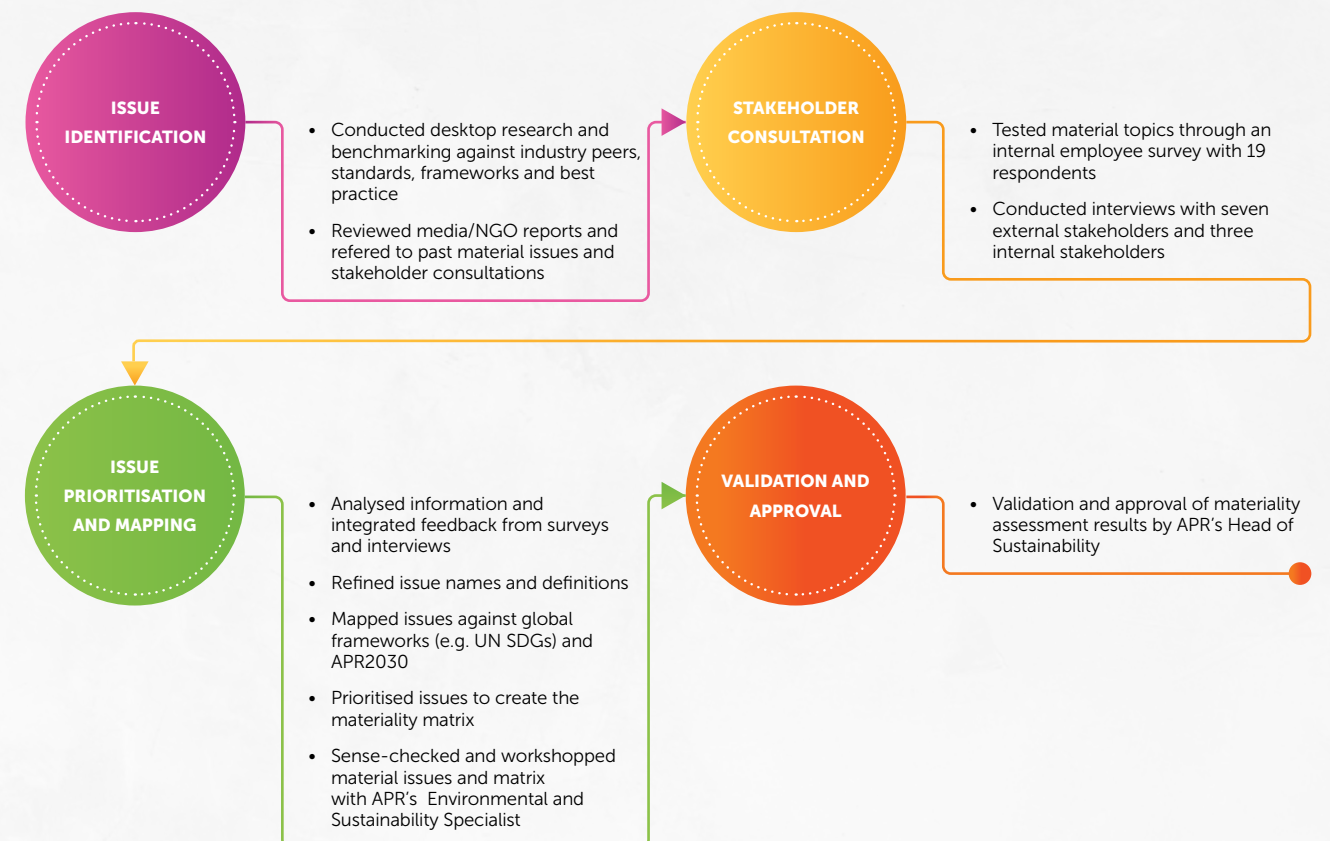 ISSUE
IDENTIFICATION
• Conducted desktop research and
benchmarking against industry peers,
standards, frameworks and best
practice
• Reviewed media/NGO reports and
refered to past material issues and
stakeholder consultations
STAKEHOLDER
CONSULTATION
• Tested material topics through an
internal employee survey with 19
respondents
• Conducted interviews with seven
external stakeholders and three
internal stakeholders
ISSUE
PRIORITISATION
AND MAPPING
• Analysed information and
integrated feedback from surveys
and interviews
• Refined issue names and definitions
• Mapped issues against global
frameworks (e.g. UN SDGs) and
APR2030
• Prioritised issues to create the
materiality matrix
• Sense-checked and workshopped
material issues and matrix
with APR's Environmental and
Sustainability Specialist
VALIDATION AND
APPROVAL
• Validation and approval of materiality
assessment results by APR's Head of
Sustainability